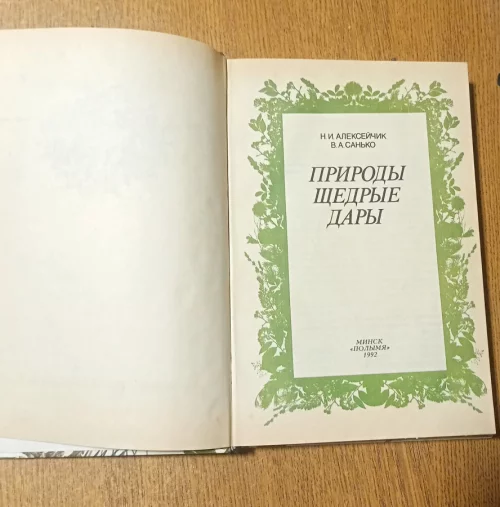 Н. И. АЛЕКСЕЙЧИК
В. А САНЬКО
ПРИРОДЫ
ЩЕДРЫЕ
ДАРЫ
МИНСК
«ПОЛЫМЯ»
1992